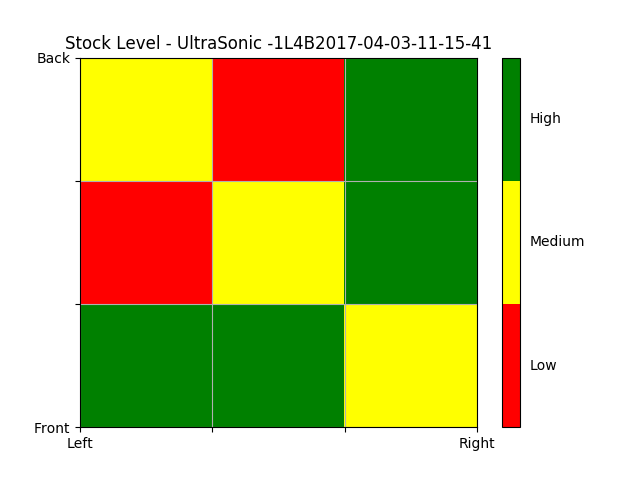 Stock Level - UltraSonic -1L4B2017-04-03-11-15-41
Back
High
Medium
Low
Front
Left
Right